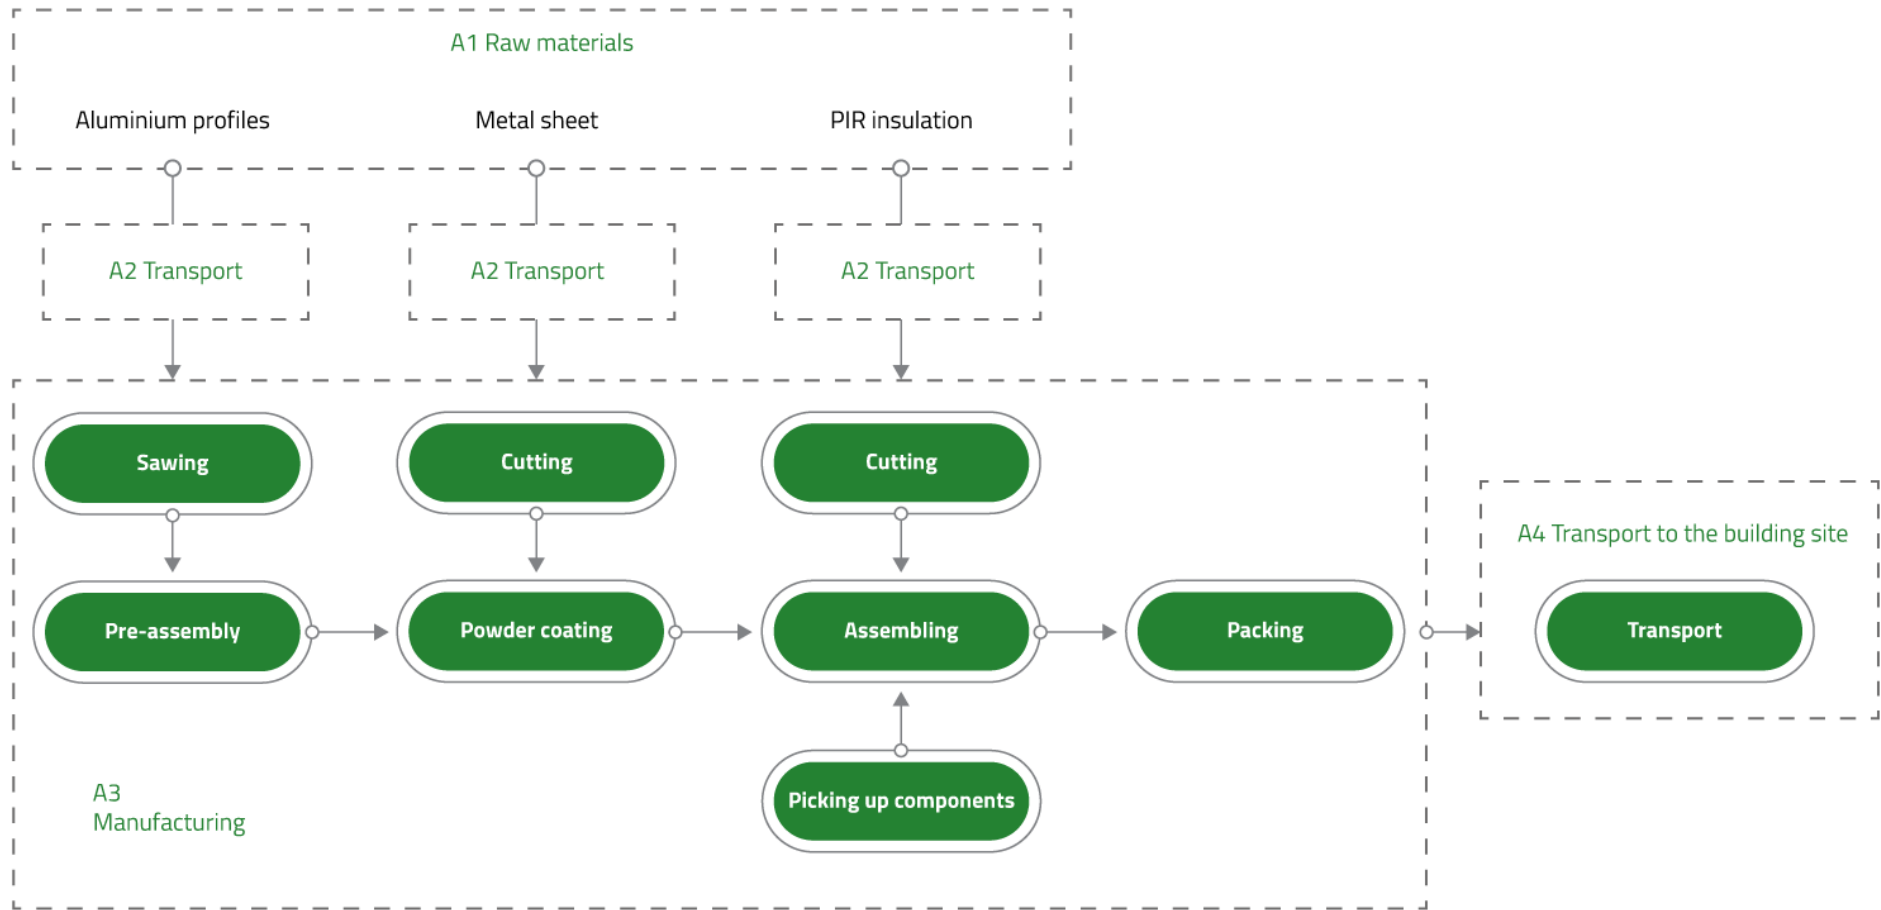 A1 Raw materials
Aluminium profiles
Metal sheet
PIR insulation
A2 Transport
A2 Transport
A2 Transport
Sawing
Cutting
Cutting
A4 Transport to the building site
Pre-assembly
Powder coating
Assembling
Packing
Transport
Picking up components
A3
Manufacturing